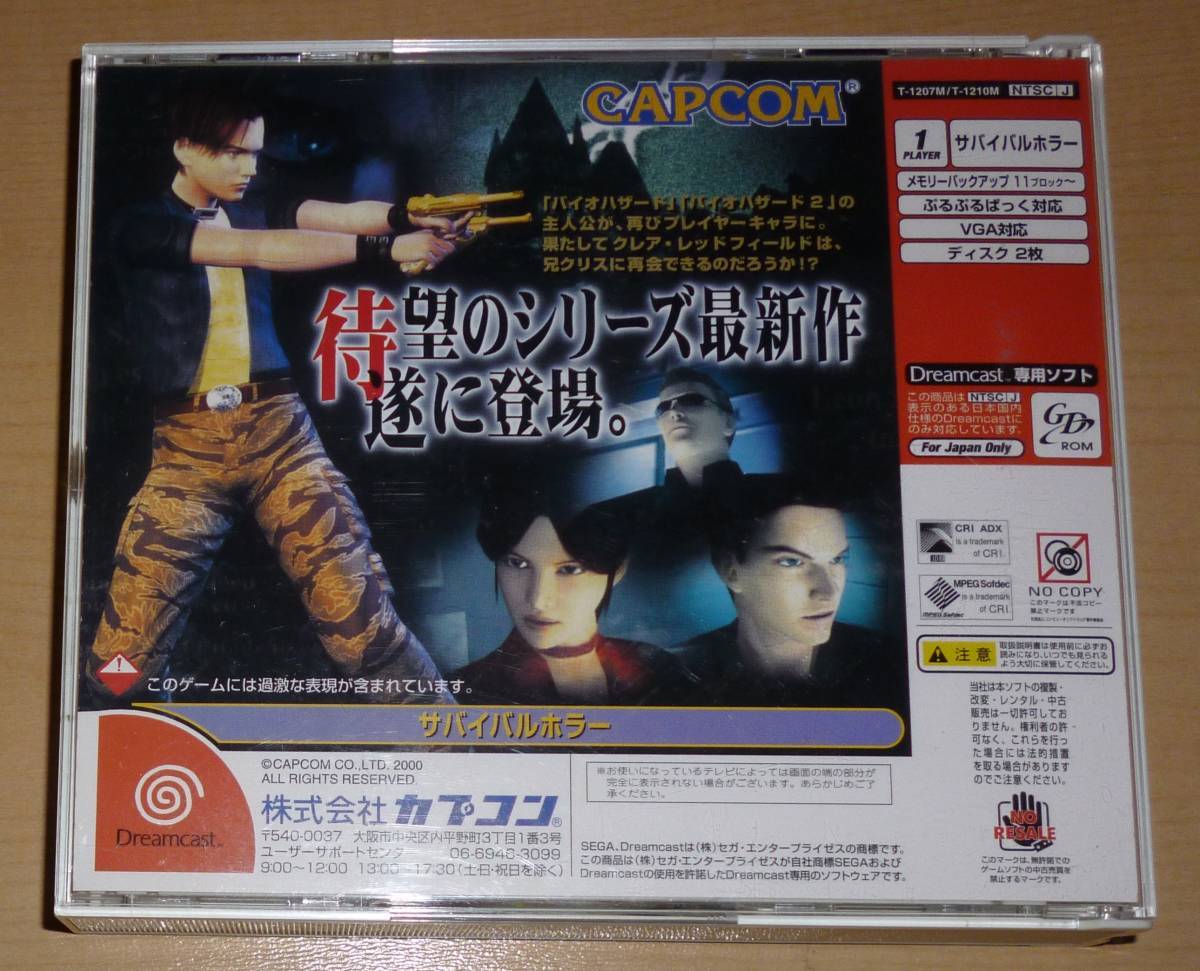 CAPCOM®
「バイオハザード」「バイオハザード2」の
主人公が、再びプレイヤーキャラに。
果たしてクレア・レッドフィールドは、
兄クリスに再会できるのだろうか!?
待望のシリーズ最新作
遂に登場。
このゲームには過激な表現が含まれています。
サバイバルホラー
T-1207M/T-1210M NTSC J
1 PLAYER
サバイバルホラー
メモリーバックアップ 11ブロック〜
ぷるぷるぱっく対応
VGA対応
ディスク 2枚
Dreamcast™ 専用ソフト
この商品は NTSC J
表示のある日本国内
仕様のDreamcastに
のみ対応しています。
For Japan Only
GD
ROM
CRI ADX
is a trademark
of CRI.
MPEG Sofdec
is a trademark
of CRI.
MPEG Sofdec
NO COPY
このマークは不法コピー
禁止マークです
注意
取扱説明書は使用前に必ずお
読みになり、いつでも見られる
よう大切に保管してください。
当社は本ソフトの複製・
改変・レンタル・中古
販売は一切許可してお
りません。権利者の許
可なく、これらを行っ
た場合には法的措置
を取る場合があります
のでご注意ください。
NO
RESALE
このマークは、無許諾での
ゲームソフトの中古売買を
禁止するマークです。
Dreamcast™
©CAPCOM CO.,LTD. 2000
ALL RIGHTS RESERVED.
株式会社 カプコン®
〒540-0037 大阪市中央区内平野町3丁目1番3号
ユーザーサポートセンター 06-6946-3099
9:00〜12:00 13:00〜17:30(土日・祝日を除く)
※お使いになっているテレビによっては画面の端の部分が
完全に表示されない場合がございます。あらかじめご了
承ください。
SEGA、Dreamcastは(株)セガ・エンタープライゼスの商標です。
この商品は(株)セガ・エンタープライゼスが自社商標SEGAおよび
Dreamcastの使用を許諾したDreamcast専用のソフトウェアです。